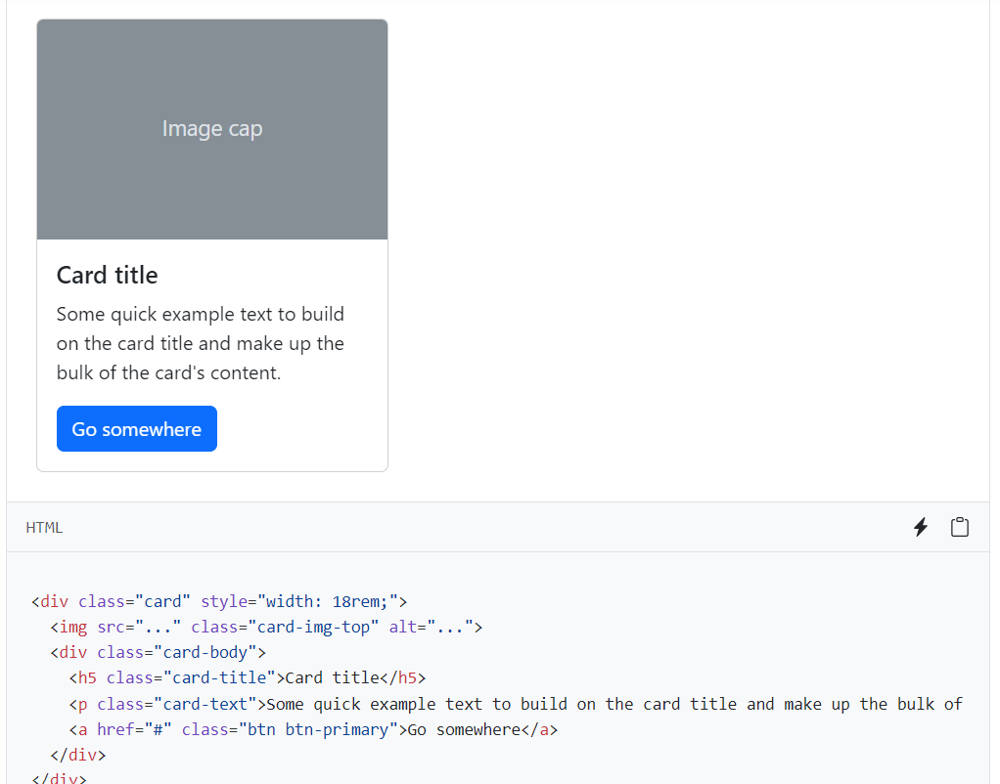 Image cap
Card title
Some quick example text to build
on the card title and make up the
bulk of the card's content.
Go somewhere
HTML
<div class="card" style="width: 18rem;">
  <img src="..." class="card-img-top" alt="...">
  <div class="card-body">
    <h5 class="card-title">Card title</h5>
    <p class="card-text">Some quick example text to build on the card title and make up the bulk of
    <a href="#" class="btn btn-primary">Go somewhere</a>
  </div>
</div>